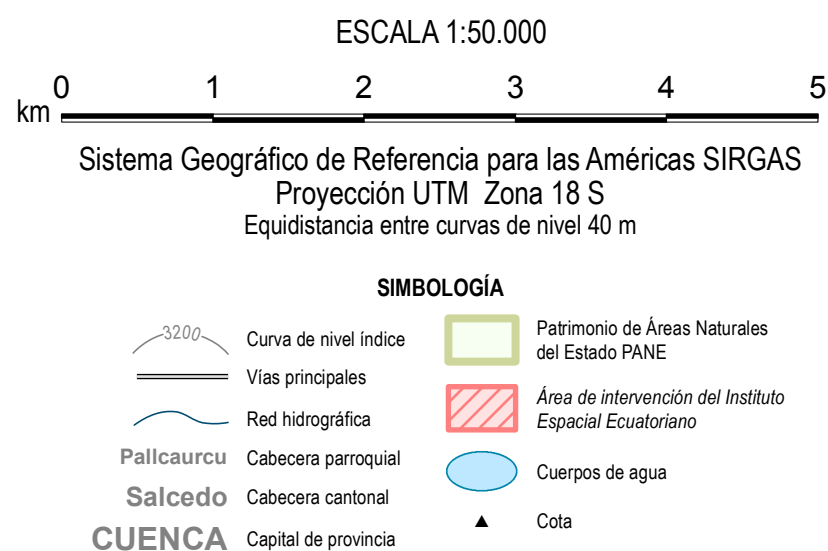 ESCALA 1:50.000
0 1 2 3 4 5
km
Sistema Geográfico de Referencia para las Américas SIRGAS
Proyección UTM Zona 18 S
Equidistancia entre curvas de nivel 40 m
SIMBOLOGÍA
3200
Curva de nivel índice
Vías principales
Red hidrográfica
Pallcaurcu Cabecera parroquial
Salcedo Cabecera cantonal
CUENCA Capital de provincia
Patrimonio de Áreas Naturales
del Estado PANE
Área de intervención del Instituto
Espacial Ecuatoriano
Cuerpos de agua
Cota